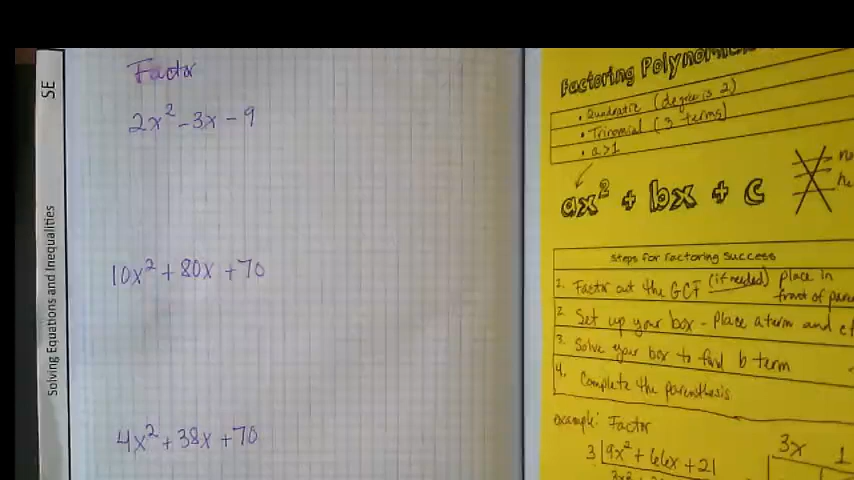 SE
Solving Equations and Inequalities
Factor
2x² - 3x - 9
10x² + 80x + 70
4x² + 38x + 70
Factoring
• Quadratic (degree is 2)
• Trinomial (3 terms)
• a>1
ax² + bx + c
Steps for Factoring Success
1. Factor out the GCF (if needed) place in
front of
2. Set up your box - Place a term and
3. Solve your box to find b term
4. Complete the parenthesis
Example: Factor
3 9x² + 66x + 21
3x 1